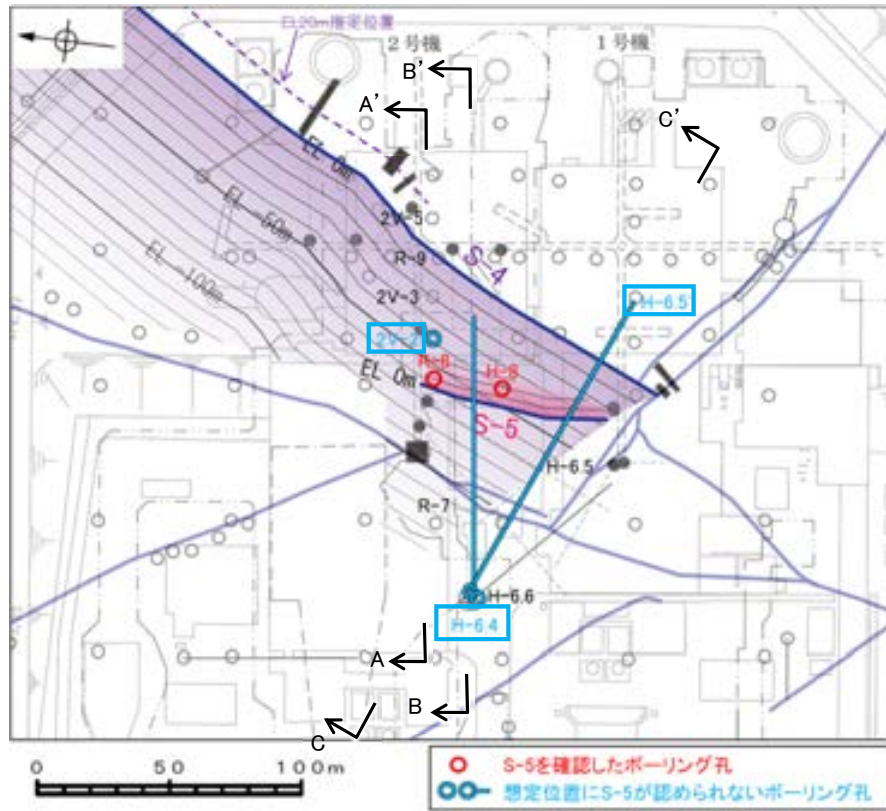 EL20m推定位置
2号機
1号機
B'
A'
C'
EL 0m
2V-5
EL -50m
R-9
S-4
EL -100m
2V-3
H-6.5
2V-2
R-8
H-8
EL 0m
S-5
H-6.5
R-7
H-6.6
H-6.4
A
B
C
0 50 100m
S-5を確認したボーリング孔
想定位置にS-5が認められないボーリング孔